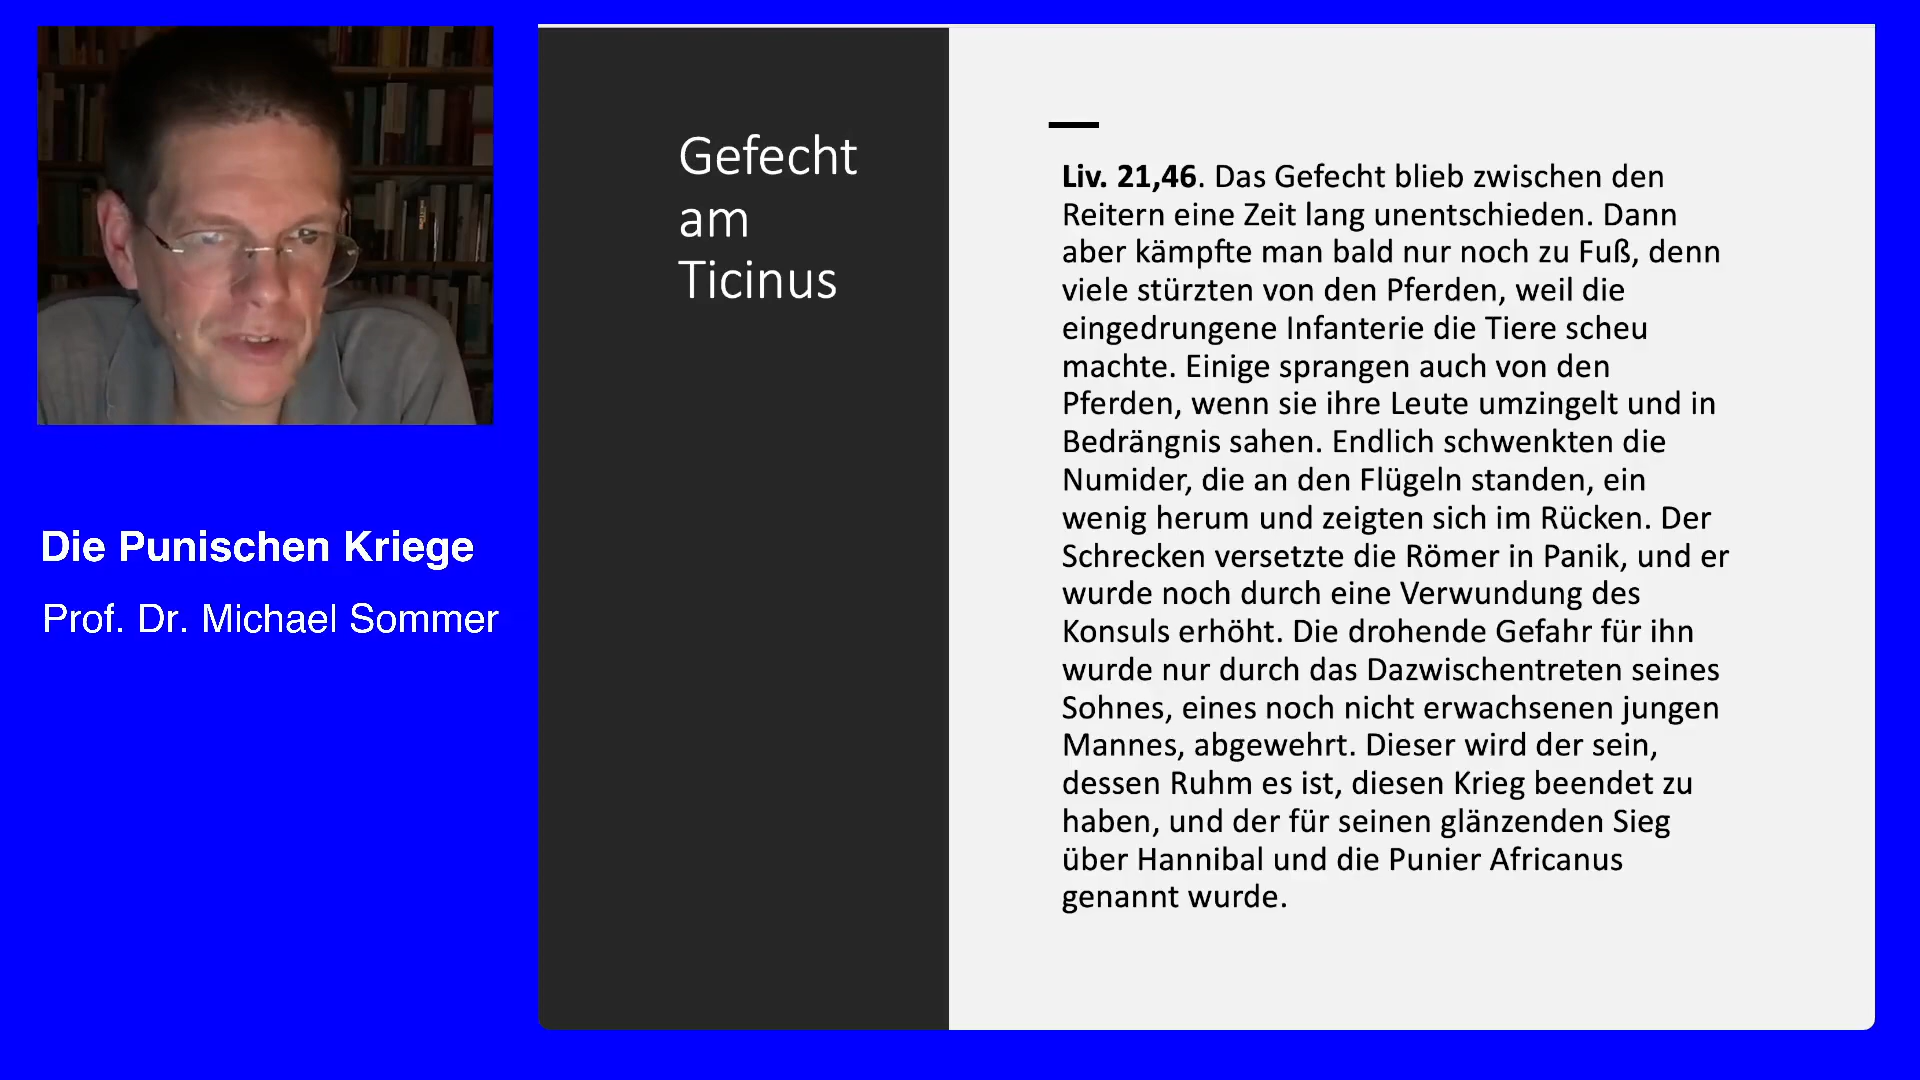 Die Punischen Kriege
Prof. Dr. Michael Sommer
Gefecht
am
Ticinus
Liv. 21,46. Das Gefecht blieb zwischen den
Reitern eine Zeit lang unentschieden. Dann
aber kämpfte man bald nur noch zu Fuß, denn
viele stürzten von den Pferden, weil die
eingedrungene Infanterie die Tiere scheu
machte. Einige sprangen auch von den
Pferden, wenn sie ihre Leute umzingelt und in
Bedrängnis sahen. Endlich schwenkten die
Numider, die an den Flügeln standen, ein
wenig herum und zeigten sich im Rücken. Der
Schrecken versetzte die Römer in Panik, und er
wurde noch durch eine Verwundung des
Konsuls erhöht. Die drohende Gefahr für ihn
wurde nur durch das Dazwischentreten seines
Sohnes, eines noch nicht erwachsenen jungen
Mannes, abgewehrt. Dieser wird der sein,
dessen Ruhm es ist, diesen Krieg beendet zu
haben, und der für seinen glänzenden Sieg
über Hannibal und die Punier Africanus
genannt wurde.